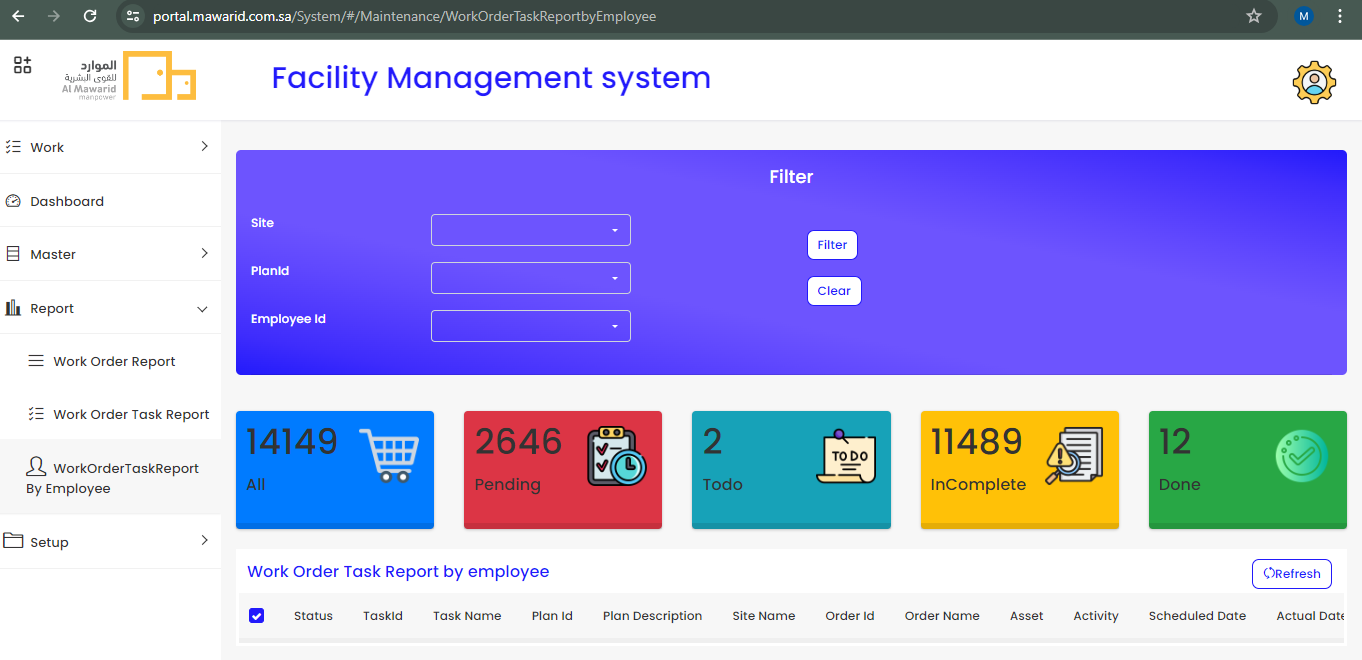 portal.mawarid.com.sa/System/#/Maintenance/WorkOrderTaskReportbyEmployee
M
الموارد
للقوى البشرية
Al Mawarid
manpower
Facility Management system
Work
Dashboard
Master
Report
Work Order Report
Work Order Task Report
WorkOrderTaskReport
By Employee
Setup
Filter
Site
PlanId
Employee Id
Filter
Clear
14149
All
2646
Pending
2
Todo
TO DO
11489
InComplete
12
Done
Work Order Task Report by employee
Refresh
Status TaskId Task Name Plan Id Plan Description Site Name Order Id Order Name Asset Activity Scheduled Date Actual Date